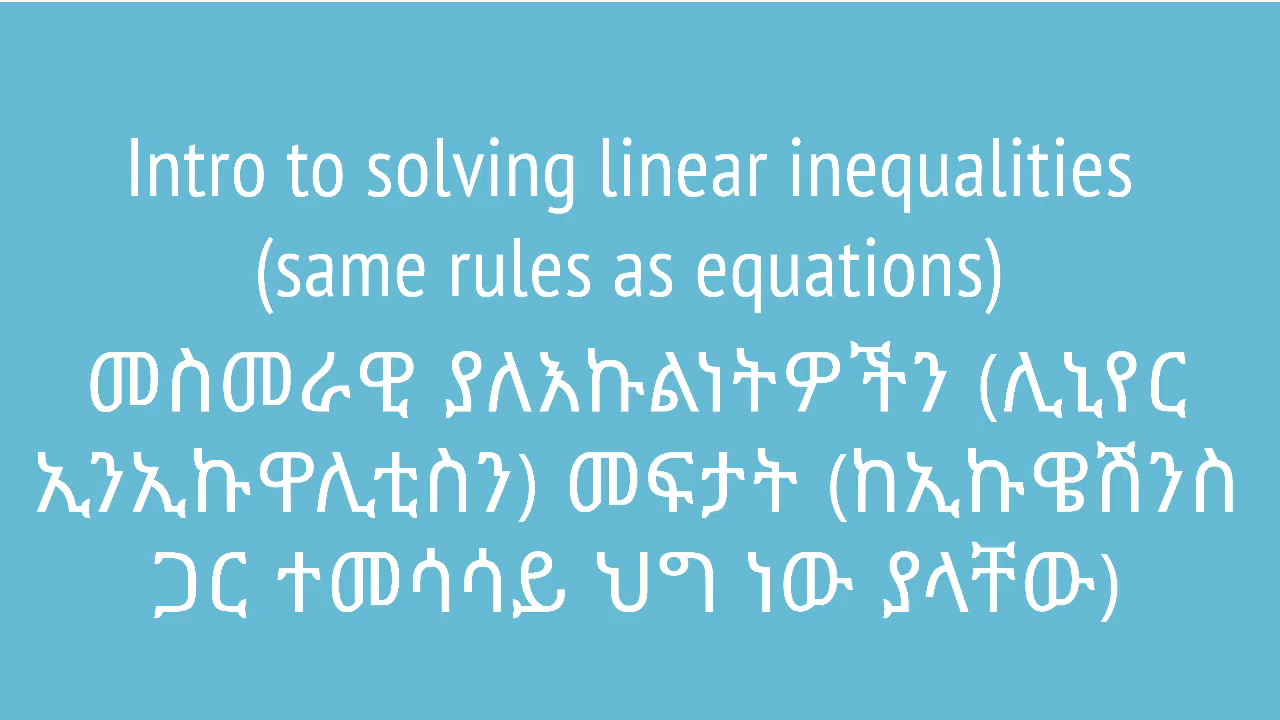 Intro to solving linear inequalities
(same rules as equations)
መስመራዊ ያለእኩልነትዎችን (ሊኒየር
ኢንኢኩዋሊቲስን) መፍታት (ከኢኩዌሽንስ
ጋር ተመሳሳይ ህግ ነው ያላቸው)